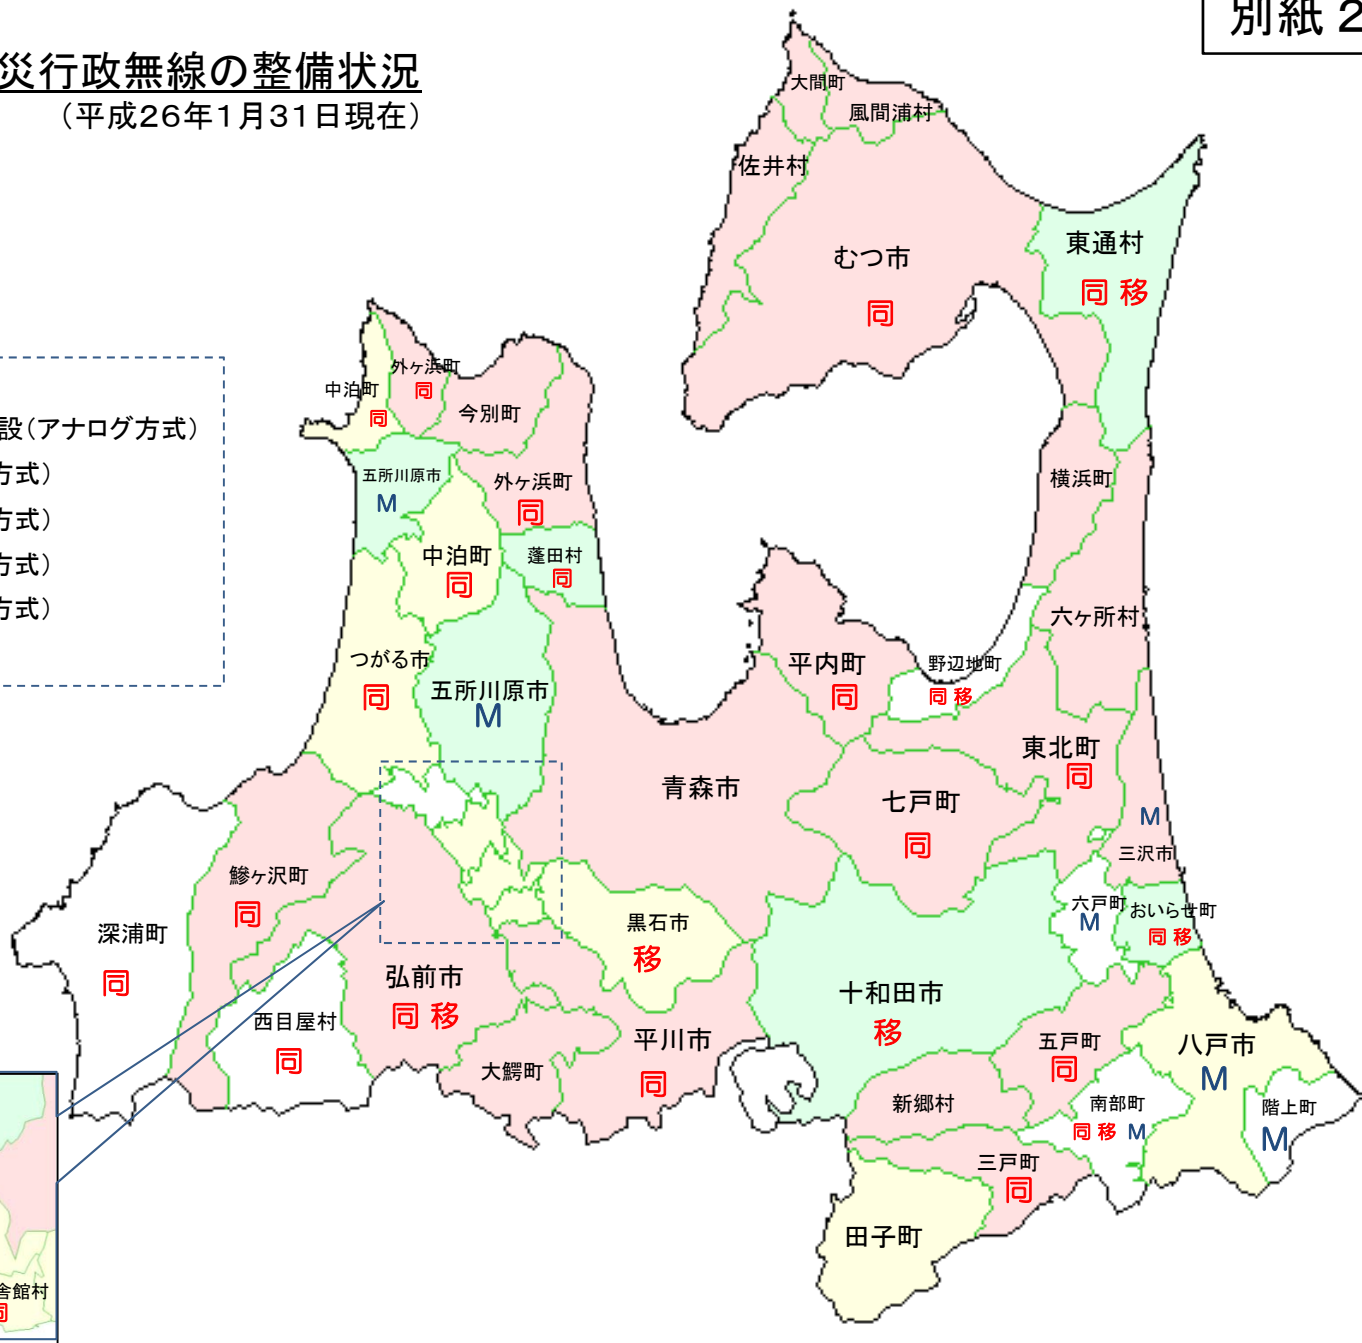 別紙２
災行政無線の整備状況
（平成26年1月31日現在）
設（アナログ方式）
方式）
方式）
方式）
方式）
大間町
風間浦村
佐井村
むつ市
同
東通村
同 移
外ヶ浜町
同
中泊町
同
今別町
五所川原市
M
外ヶ浜町
同
横浜町
中泊町
同
蓬田村
同
六ヶ所村
つがる市
同
五所川原市
M
平内町
同
野辺地町
同 移
東北町
同
青森市
七戸町
同
M
三沢市
鰺ヶ沢町
同
深浦町
同
黒石市
移
六戸町
M
おいらせ町
同 移
弘前市
同 移
十和田市
移
西目屋村
同
大鰐町
平川市
同
五戸町
同
八戸市
M
新郷村
南部町
同 移 M
階上町
M
三戸町
同
田子町
舎館村
同